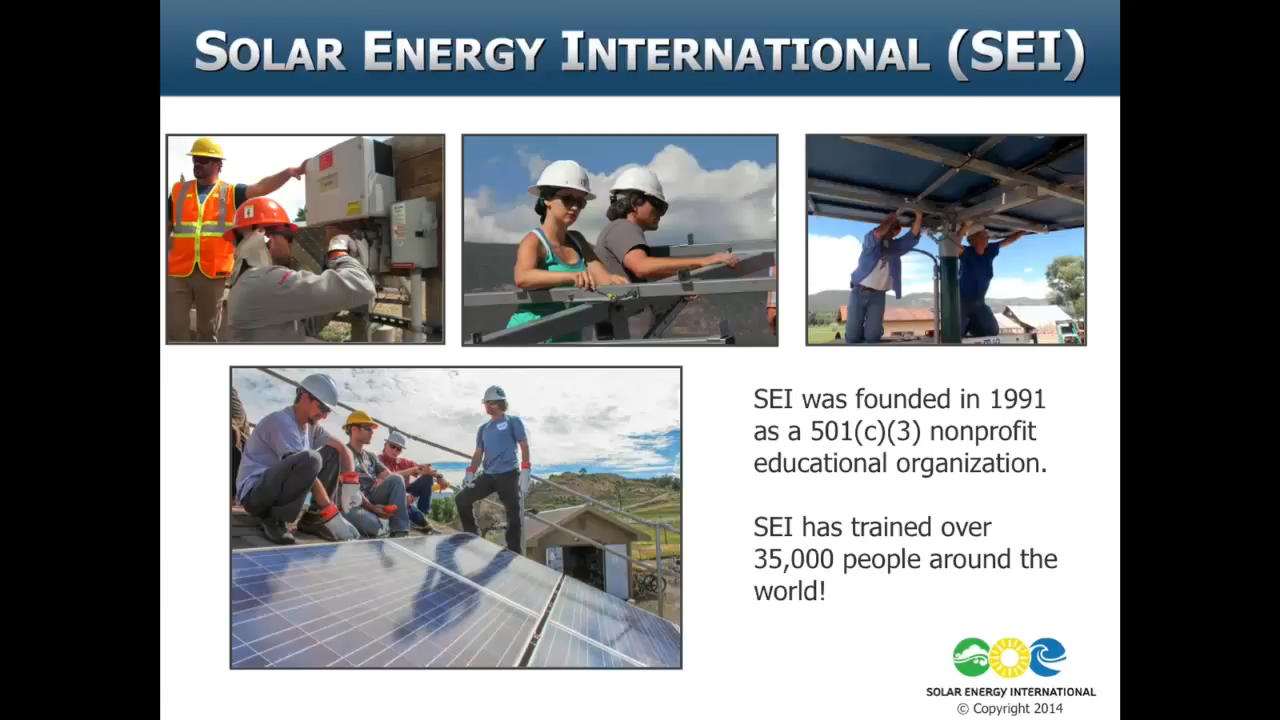 SOLAR ENERGY INTERNATIONAL (SEI)
SEI was founded in 1991
as a 501(c)(3) nonprofit
educational organization.
SEI has trained over
35,000 people around the
world!
SOLAR ENERGY INTERNATIONAL
© Copyright 2014